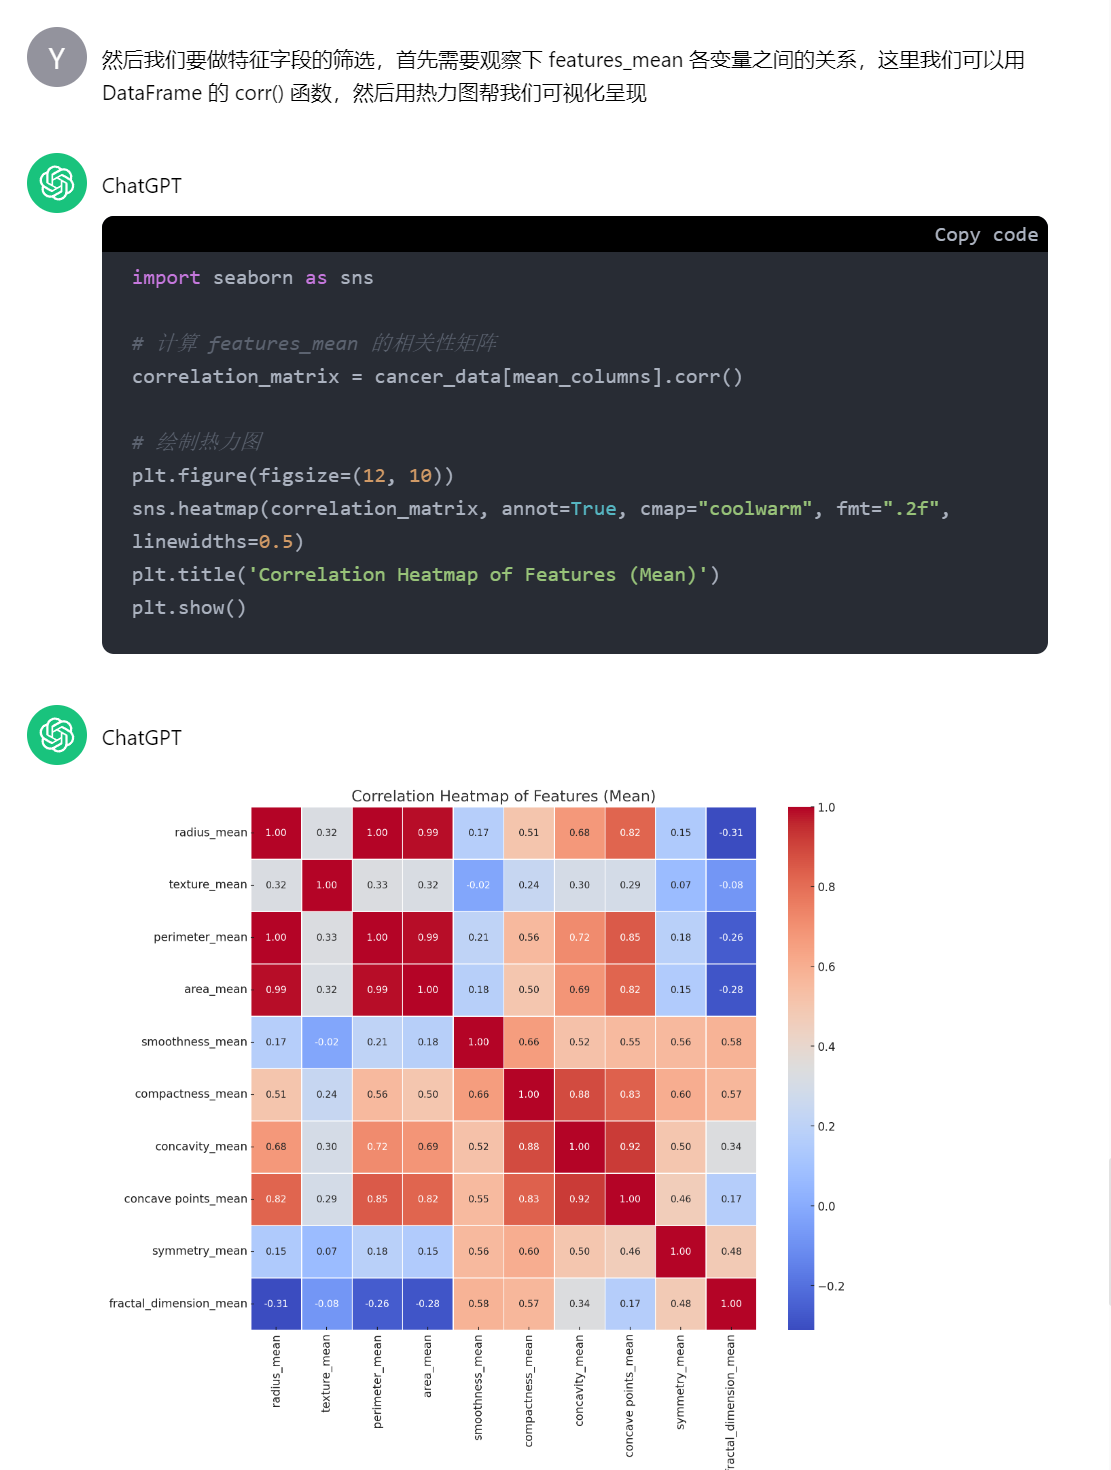 Y
然后我们要做特征字段的筛选，首先需要观察下 features_mean 各变量之间的关系，这里我们可以用
DataFrame 的 corr() 函数，然后用热力图帮我们可视化呈现
ChatGPT
Copy code
import seaborn as sns
# 计算 features_mean 的相关性矩阵
correlation_matrix = cancer_data[mean_columns].corr()
# 绘制热力图
plt.figure(figsize=(12, 10))
sns.heatmap(correlation_matrix, annot=True, cmap="coolwarm", fmt=".2f",
linewidths=0.5)
plt.title('Correlation Heatmap of Features (Mean)')
plt.show()
ChatGPT
Correlation Heatmap of Features (Mean)
radius_mean 1.00 0.32 1.00 0.99 0.17 0.51 0.68 0.82 0.15 -0.31
texture_mean 0.32 1.00 0.33 0.32 -0.02 0.24 0.30 0.29 0.07 -0.08
perimeter_mean 1.00 0.33 1.00 0.99 0.21 0.56 0.72 0.85 0.18 -0.26
area_mean 0.99 0.32 0.99 1.00 0.18 0.50 0.69 0.82 0.15 -0.28
smoothness_mean 0.17 -0.02 0.21 0.18 1.00 0.66 0.52 0.55 0.56 0.58
compactness_mean 0.51 0.24 0.56 0.50 0.66 1.00 0.88 0.83 0.60 0.57
concavity_mean 0.68 0.30 0.72 0.69 0.52 0.88 1.00 0.92 0.50 0.34
concave points_mean 0.82 0.29 0.85 0.82 0.55 0.83 0.92 1.00 0.46 0.17
symmetry_mean 0.15 0.07 0.18 0.15 0.56 0.60 0.50 0.46 1.00 0.48
fractal_dimension_mean -0.31 -0.08 -0.26 -0.28 0.58 0.57 0.34 0.17 0.48 1.00
radius_mean
texture_mean
perimeter_mean
area_mean
smoothness_mean
compactness_mean
concavity_mean
concave points_mean
symmetry_mean
fractal_dimension_mean
1.0
0.8
0.6
0.4
0.2
0.0
−0.2